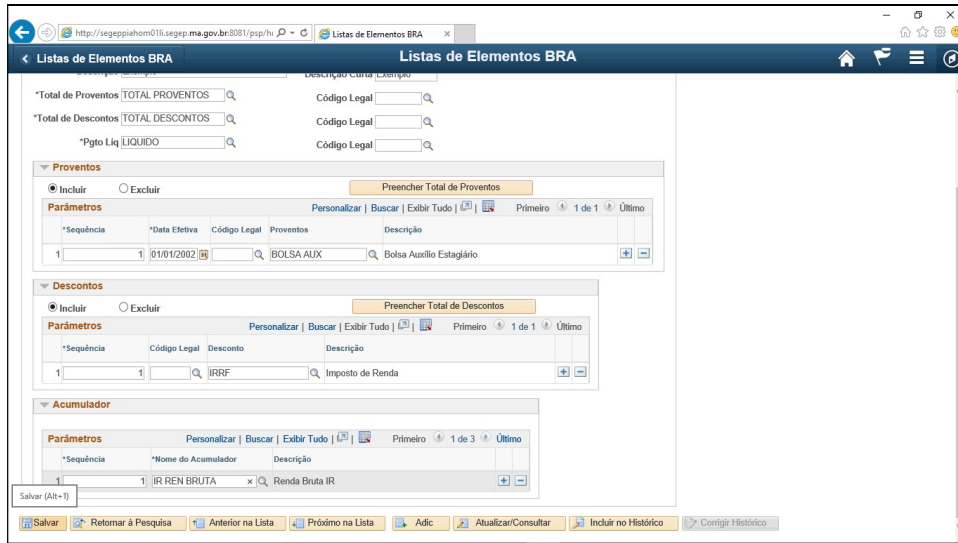 http://segeppiahom01li.segep.ma.gov.br:8081/psp/h
Listas de Elementos BRA
Listas de Elementos BRA
Listas de Elementos BRA
Descrição Exemplo Descrição Curta Exemplo
*Total de Proventos TOTAL PROVENTOS Código Legal
*Total de Descontos TOTAL DESCONTOS Código Legal
*Pgto Líq LIQUIDO Código Legal
Proventos
Incluir Excluir Preencher Total de Proventos
Parâmetros Personalizar | Buscar | Exibir Tudo | | Primeiro 1 de 1 Último
*Sequência *Data Efetiva Código Legal Proventos Descrição
1 1 01/01/2002 BOLSA AUX Bolsa Auxílio Estagiário
Descontos
Incluir Excluir Preencher Total de Descontos
Parâmetros Personalizar | Buscar | Exibir Tudo | | Primeiro 1 de 1 Último
*Sequência Código Legal Desconto Descrição
1 1 IRRF Imposto de Renda
Acumulador
Parâmetros Personalizar | Buscar | Exibir Tudo | | Primeiro 1 de 3 Último
*Sequência *Nome do Acumulador Descrição
1 1 IR REN BRUTA Renda Bruta IR
Salvar (Alt+1)
Salvar Retornar à Pesquisa Anterior na Lista Próximo na Lista Adic Atualizar/Consultar Incluir no Histórico Corrigir Histórico